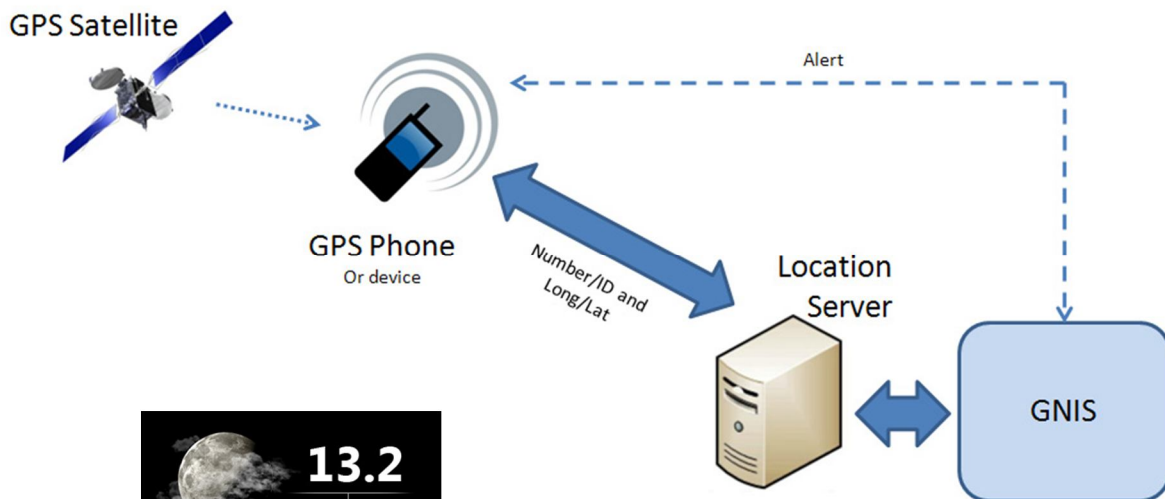 GPS Satellite
Alert
GPS Phone
Or device
Number/ID and
Long/Lat
Location
Server
GNIS
13.2